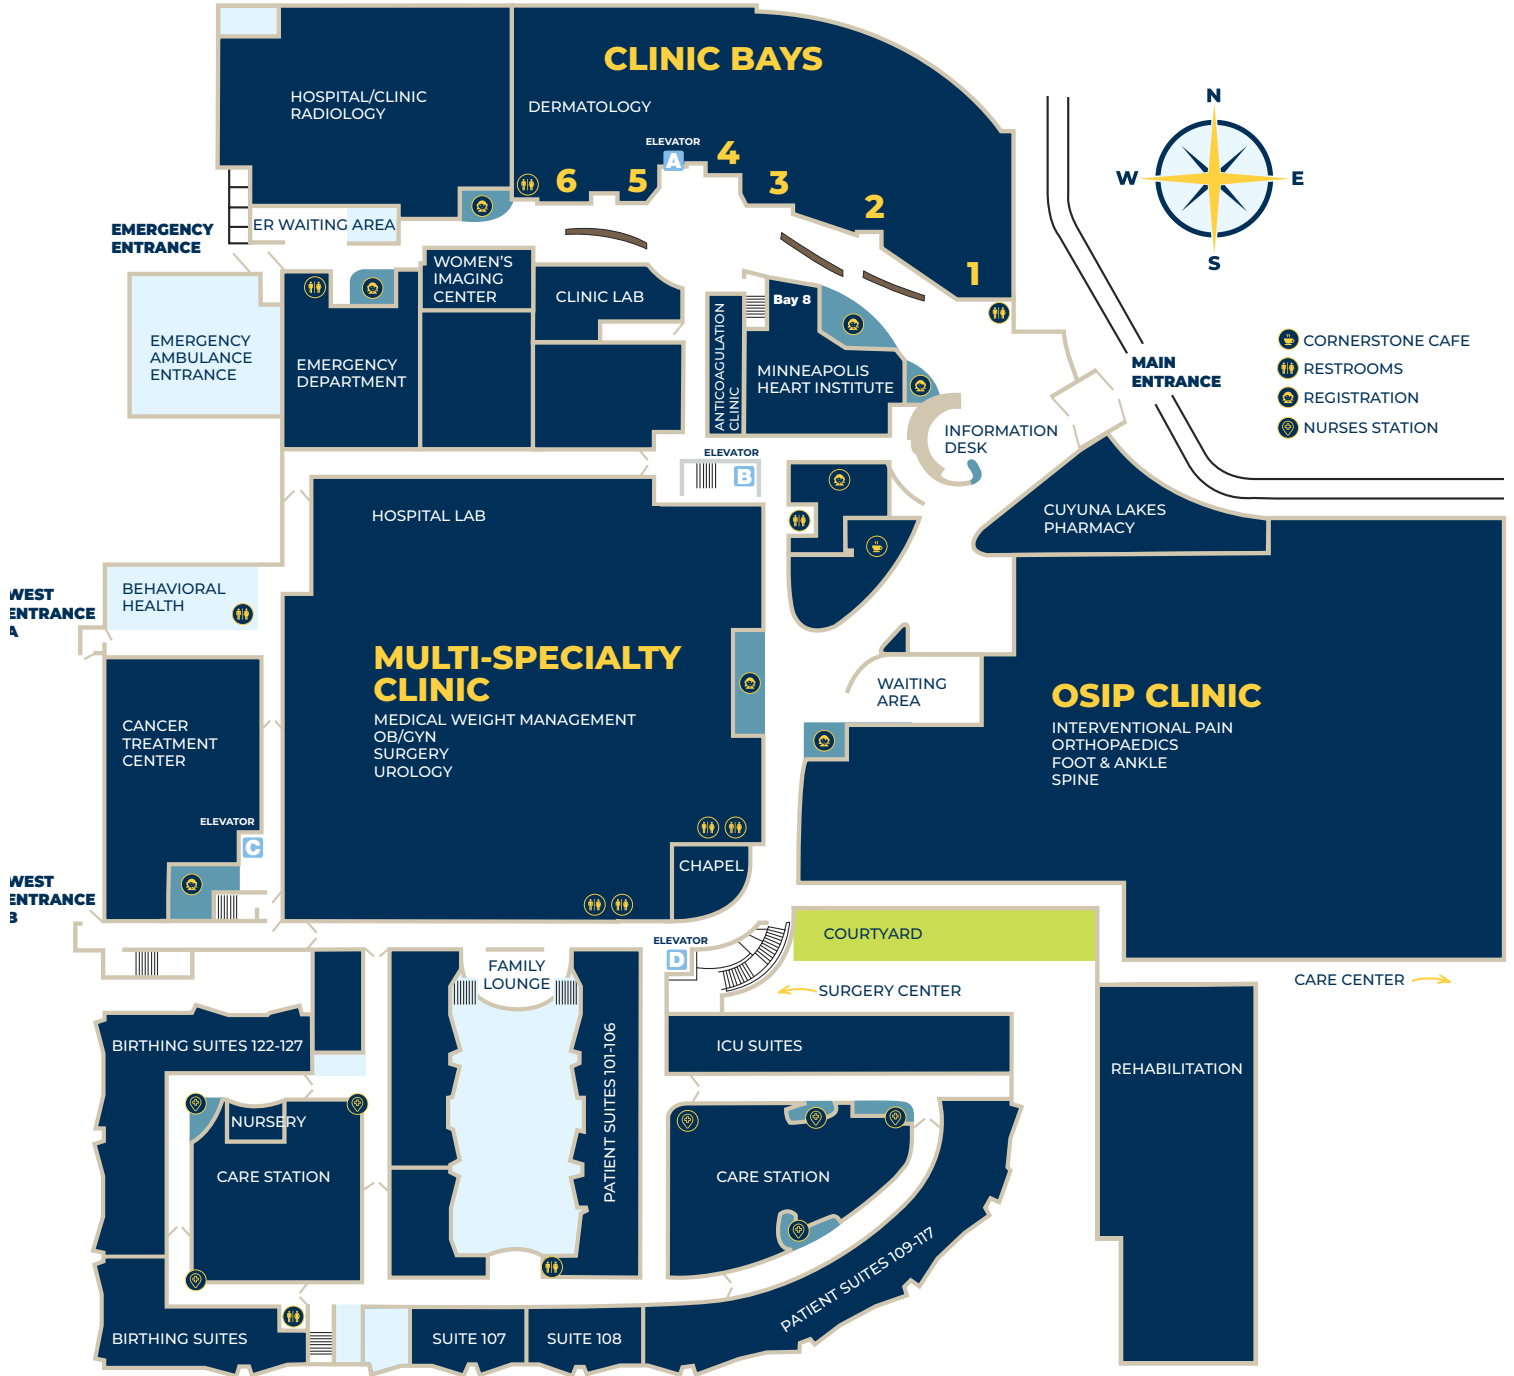 CLINIC BAYS
HOSPITAL/CLINIC
RADIOLOGY
DERMATOLOGY
ELEVATOR
A
4
6
5
3
2
1
N
W
E
S
EMERGENCY
ENTRANCE
ER WAITING AREA
WOMEN'S
IMAGING
CENTER
CLINIC LAB
Bay 8
ANTICOAGULATION
CLINIC
EMERGENCY
AMBULANCE
ENTRANCE
EMERGENCY
DEPARTMENT
MINNEAPOLIS
HEART INSTITUTE
MAIN
ENTRANCE
CORNERSTONE CAFE
RESTROOMS
REGISTRATION
NURSES STATION
INFORMATION
DESK
ELEVATOR
B
HOSPITAL LAB
CUYUNA LAKES
PHARMACY
WEST
ENTRANCE
A
BEHAVIORAL
HEALTH
MULTI-SPECIALTY
CLINIC
MEDICAL WEIGHT MANAGEMENT
OB/GYN
SURGERY
UROLOGY
WAITING
AREA
OSIP CLINIC
INTERVENTIONAL PAIN
ORTHOPAEDICS
FOOT & ANKLE
SPINE
CANCER
TREATMENT
CENTER
ELEVATOR
C
CHAPEL
WEST
ENTRANCE
B
ELEVATOR
D
COURTYARD
FAMILY
LOUNGE
SURGERY CENTER
CARE CENTER
BIRTHING SUITES 122-127
PATIENT SUITES 101-106
ICU SUITES
REHABILITATION
NURSERY
CARE STATION
CARE STATION
PATIENT SUITES 109-117
BIRTHING SUITES
SUITE 107
SUITE 108